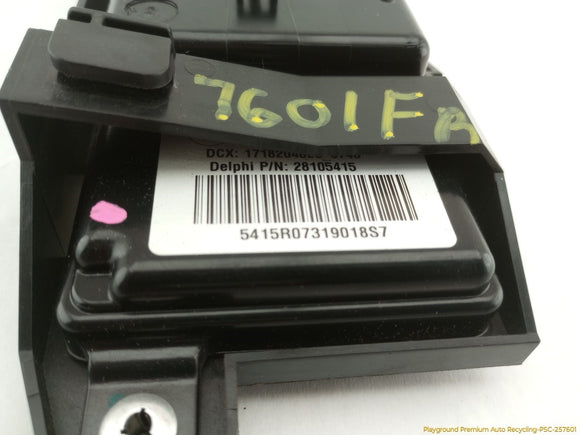 7601FA
DCX:
Delphi P/N: 28105415
5415R07319018S7
Playground Premium Auto Recycling-PSC-257601